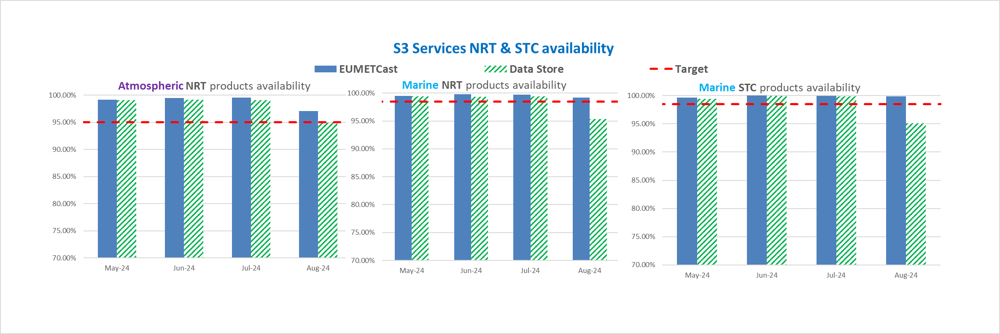 S3 Services NRT & STC availability
EUMETCast
Data Store
Target
Atmospheric NRT products availability
100.00%
95.00%
90.00%
85.00%
80.00%
75.00%
70.00%
May-24
Jun-24
Jul-24
Aug-24
Marine NRT products availability
100.00%
95.00%
90.00%
85.00%
80.00%
75.00%
70.00%
May-24
Jun-24
Jul-24
Aug-24
Marine STC products availability
100.00%
95.00%
90.00%
85.00%
80.00%
75.00%
70.00%
May-24
Jun-24
Jul-24
Aug-24